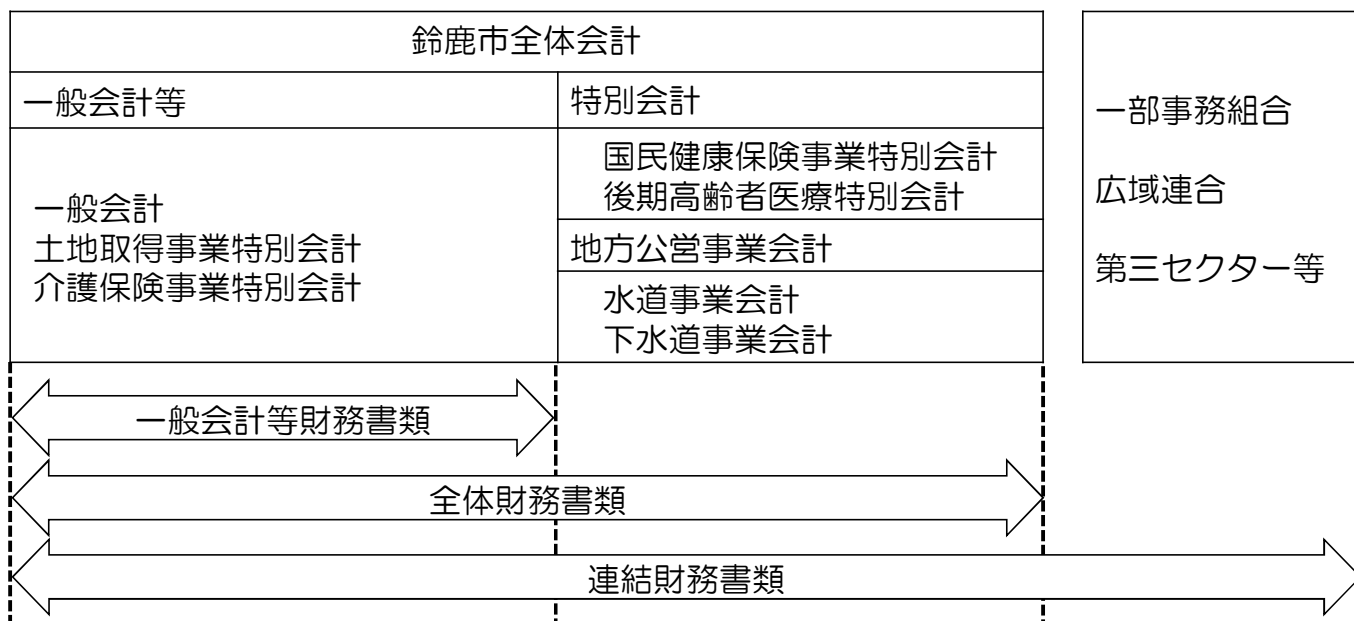 鈴鹿市全体会計
一般会計等
特別会計
一般会計
土地取得事業特別会計
介護保険事業特別会計
国民健康保険事業特別会計
後期高齢者医療特別会計
地方公営事業会計
水道事業会計
下水道事業会計
一部事務組合
広域連合
第三セクター等
一般会計等財務書類
全体財務書類
連結財務書類